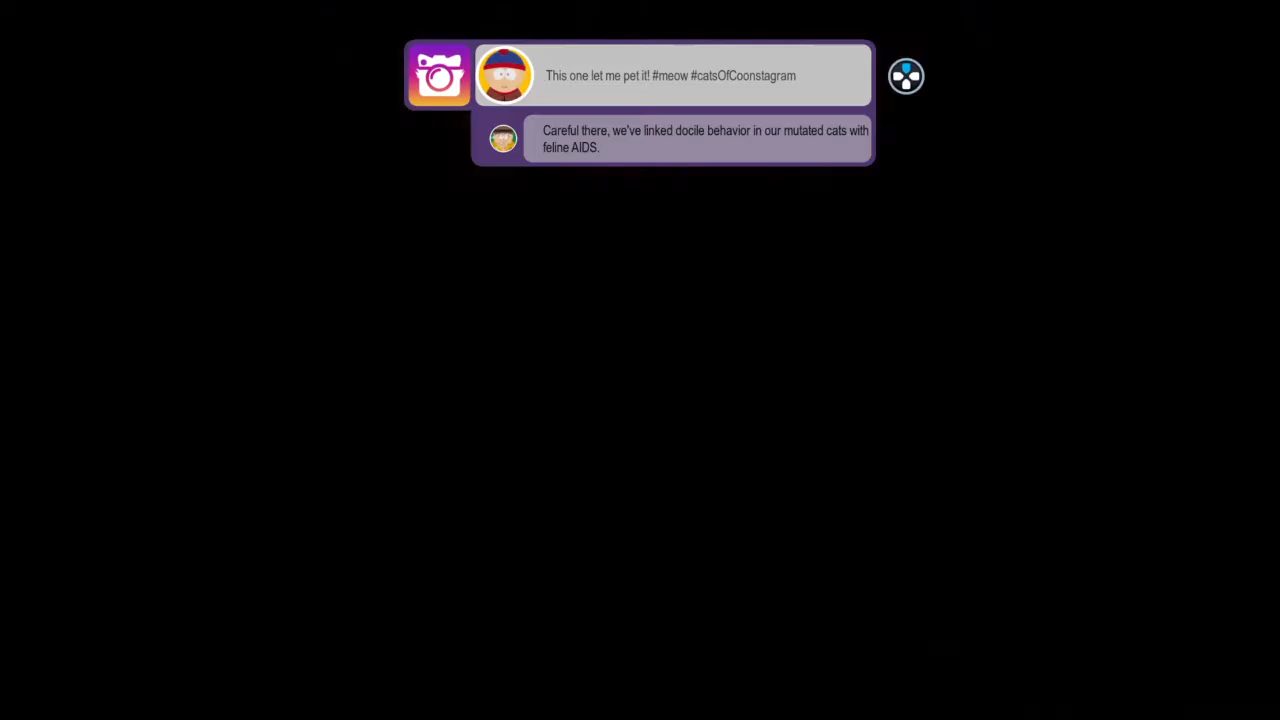 This one let me pet it! #meow #catsOfCoonstagram
Careful there, we've linked docile behavior in our mutated cats with
feline AIDS.